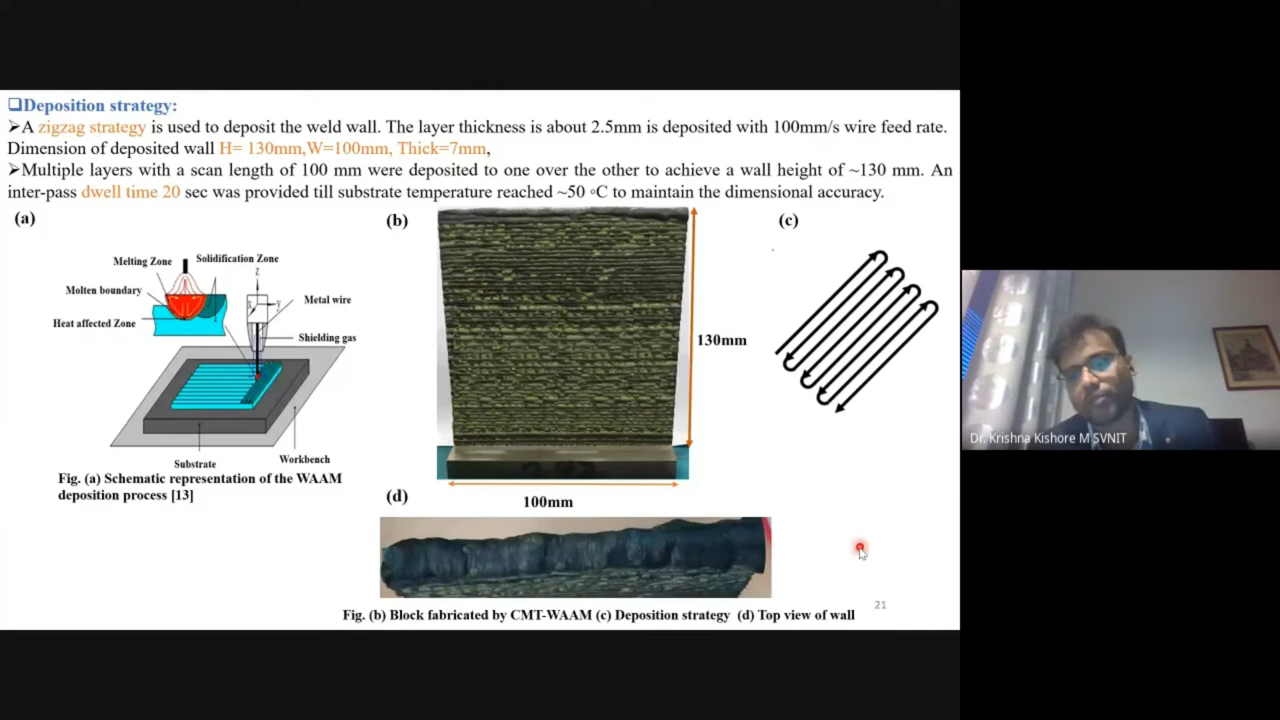 ❑Deposition strategy:
➢A zigzag strategy is used to deposit the weld wall. The layer thickness is about 2.5mm is deposited with 100mm/s wire feed rate.
Dimension of deposited wall H= 130mm,W=100mm, Thick=7mm,
➢Multiple layers with a scan length of 100 mm were deposited to one over the other to achieve a wall height of ~130 mm. An
inter-pass dwell time 20 sec was provided till substrate temperature reached ~50 °C to maintain the dimensional accuracy.
(a)
(b)
(c)
Melting Zone
Solidification Zone
Z
Molten boundary
Metal wire
X
Y
Heat affected Zone
Shielding gas
130mm
Substrate
Workbench
Fig. (a) Schematic representation of the WAAM
deposition process [13]
(d)
100mm
Fig. (b) Block fabricated by CMT-WAAM (c) Deposition strategy (d) Top view of wall
21
Dr. Krishna Kishore M SVNIT